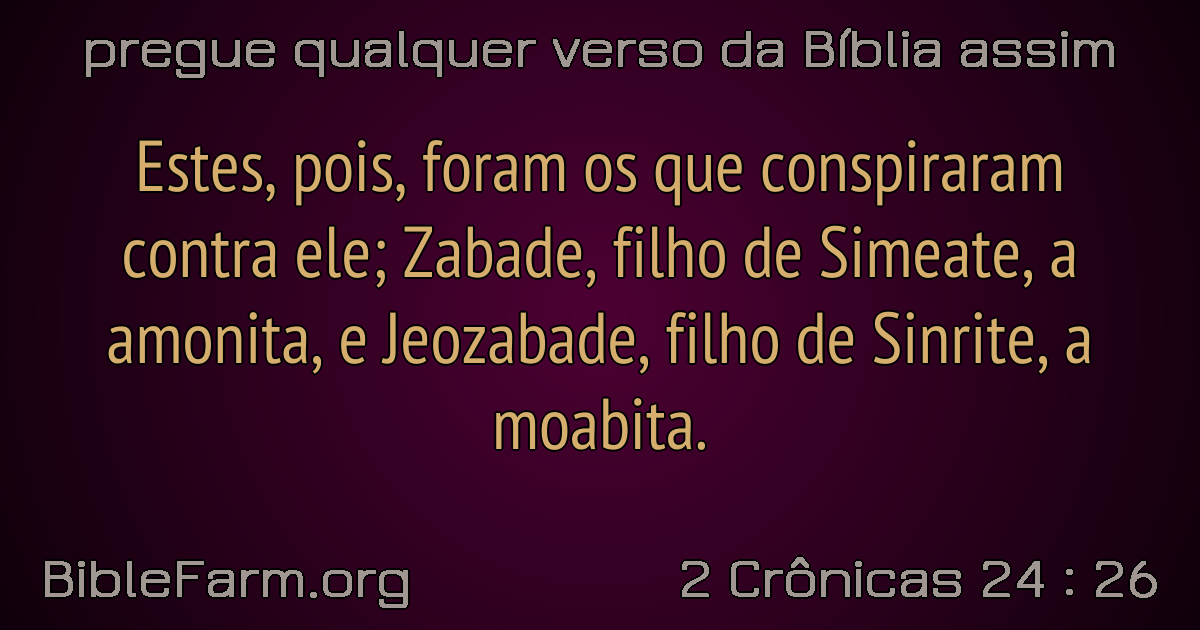 pregue qualquer verso da Bíblia assim
Estes, pois, foram os que conspiraram
contra ele; Zabade, filho de Simeate, a
amonita, e Jeozabade, filho de Sinrite, a
moabita.
BibleFarm.org
2 Crônicas 24 : 26